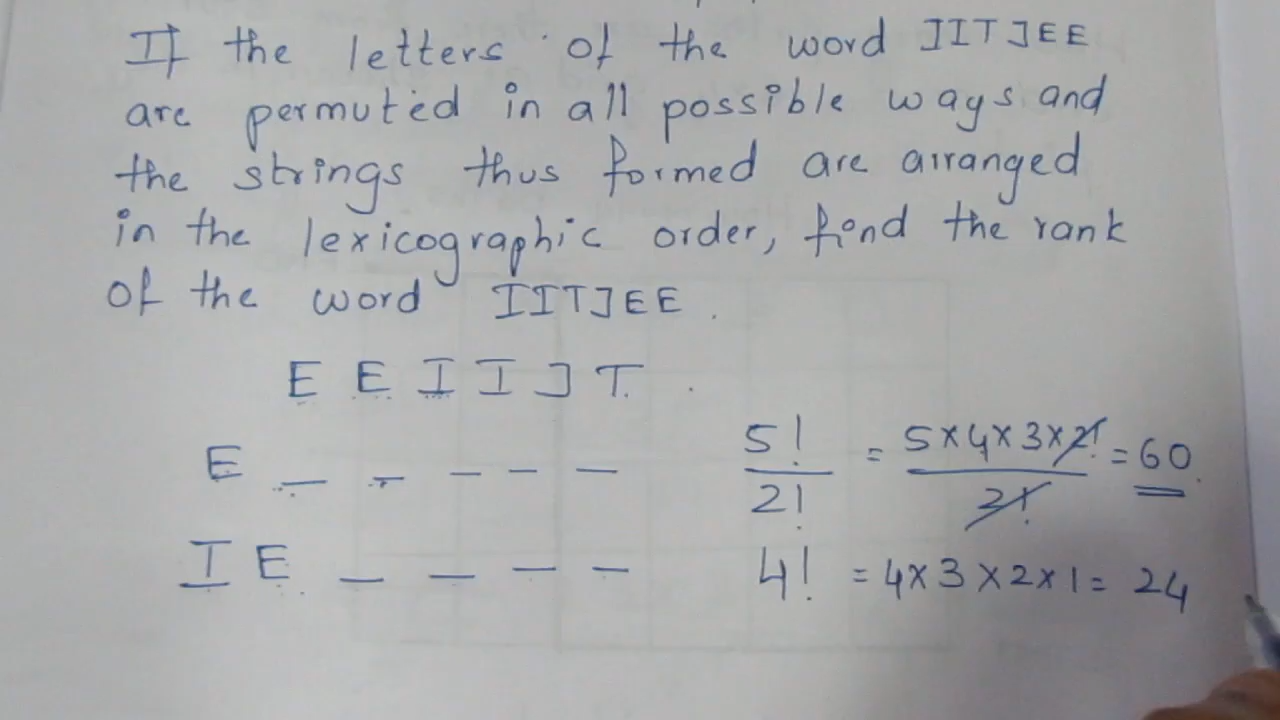 If the letters of the word IITJEE
are permuted in all possible ways and
the strings thus formed are arranged
in the lexicographic order, find the rank
of the word IITJEE.
E E I I J T.
E _ _ _ _ _ 5!/2! = 5×4×3×2!/2! = 60.
I E _ _ _ _ 4! = 4×3×2×1 = 24